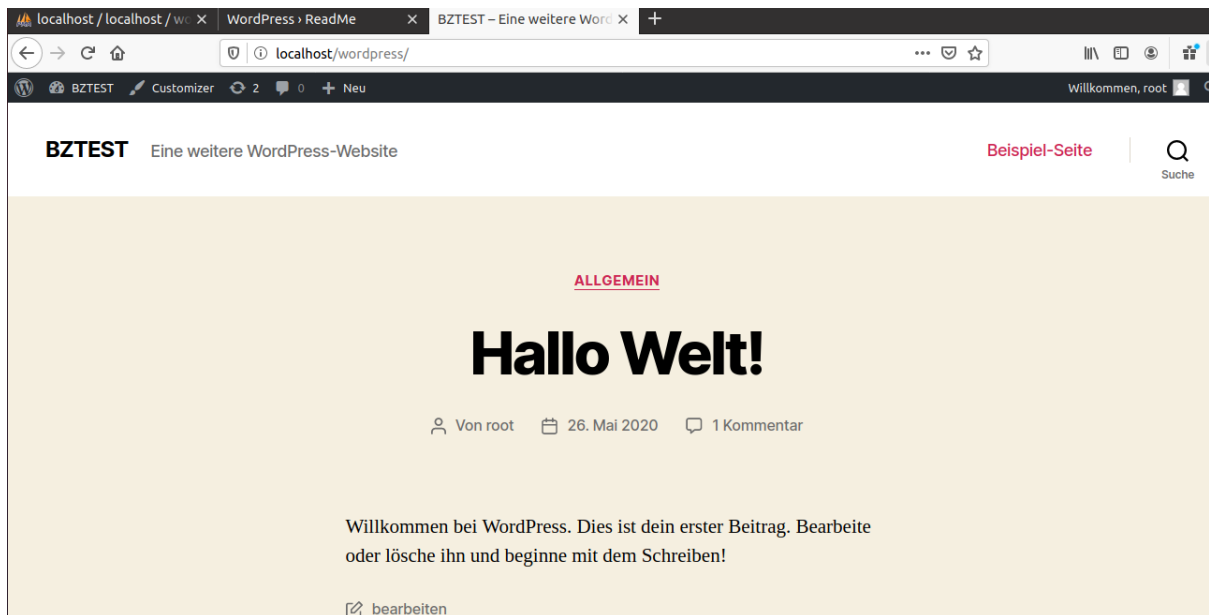 localhost / localhost / wo
WordPress › ReadMe
BZTEST – Eine weitere Word
localhost/wordpress/
BZTEST Customizer 2 0 Neu
Willkommen, root
BZTEST Eine weitere WordPress-Website
Beispiel-Seite
Suche
ALLGEMEIN
Hallo Welt!
Von root 26. Mai 2020 1 Kommentar
Willkommen bei WordPress. Dies ist dein erster Beitrag. Bearbeite
oder lösche ihn und beginne mit dem Schreiben!
bearbeiten